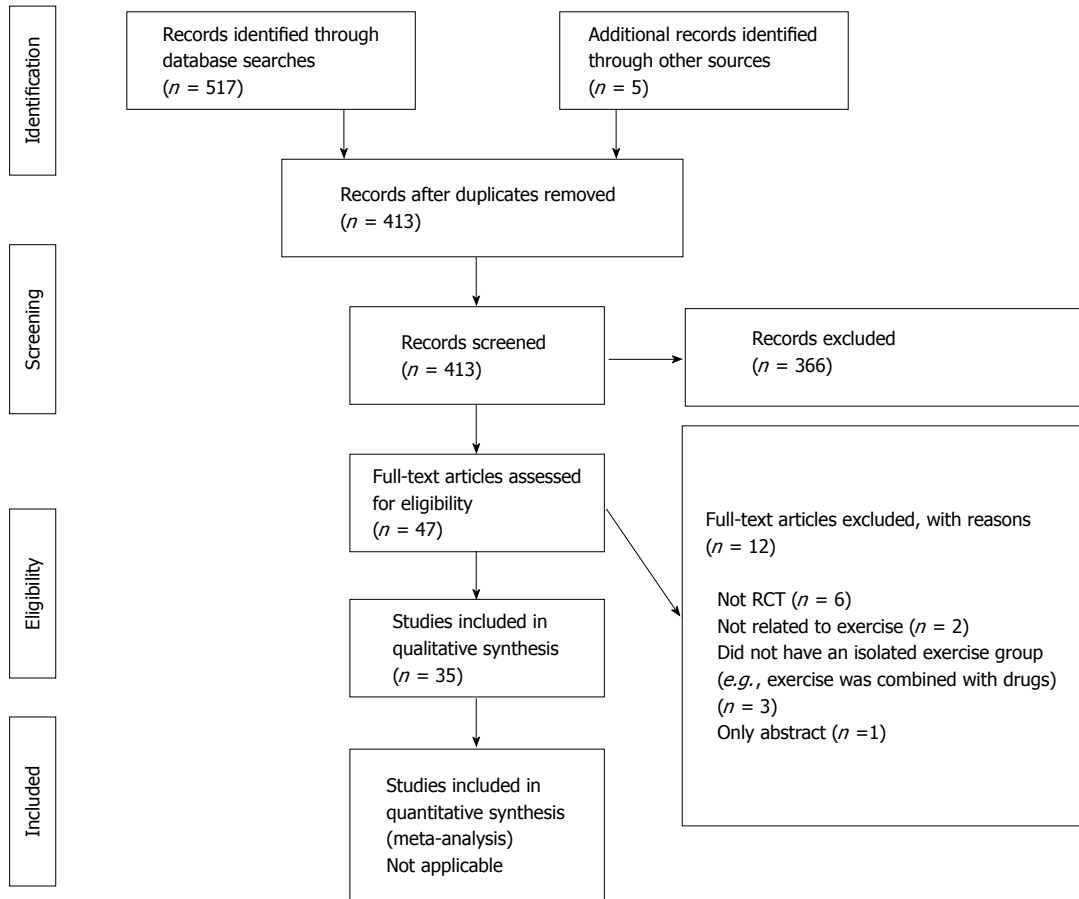 Identification
Records identified through
database searches
(n = 517)
Additional records identified
through other sources
(n = 5)
Records after duplicates removed
(n = 413)
Screening
Records screened
(n = 413)
Records excluded
(n = 366)
Eligibility
Full-text articles assessed
for eligibility
(n = 47)
Full-text articles excluded, with reasons
(n = 12)
Not RCT (n = 6)
Not related to exercise (n = 2)
Did not have an isolated exercise group
(e.g., exercise was combined with drugs)
(n = 3)
Only abstract (n =1)
Studies included in
qualitative synthesis
(n = 35)
Included
Studies included in
quantitative synthesis
(meta-analysis)
Not applicable